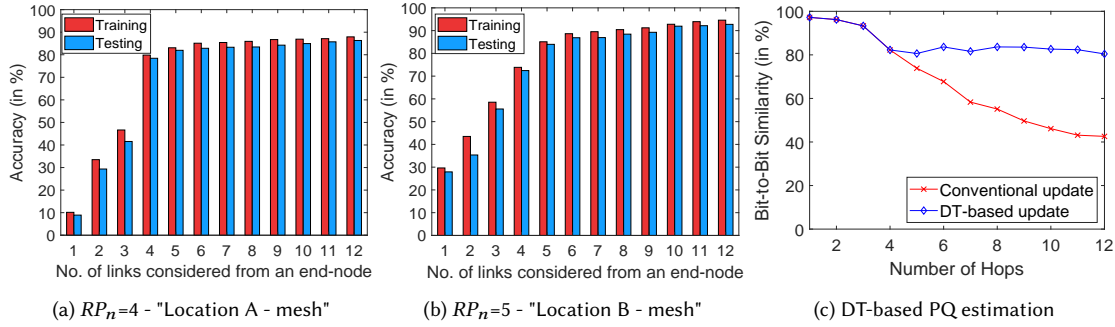 Accuracy (in %)
100
90
80
70
60
50
40
30
20
10
0
Training
Testing
1 2 3 4 5 6 7 8 9 10 11 12
No. of links considered from an end-node
(a) RPn=4 - "Location A - mesh"
Accuracy (in %)
100
90
80
70
60
50
40
30
20
10
0
Training
Testing
1 2 3 4 5 6 7 8 9 10 11 12
No. of links considered from an end-node
(b) RPn=5 - "Location B - mesh"
Bit-to-Bit Similarity (in %)
100
80
60
40
20
0
Conventional update
DT-based update
2 4 6 8 10 12
Number of Hops
(c) DT-based PQ estimation